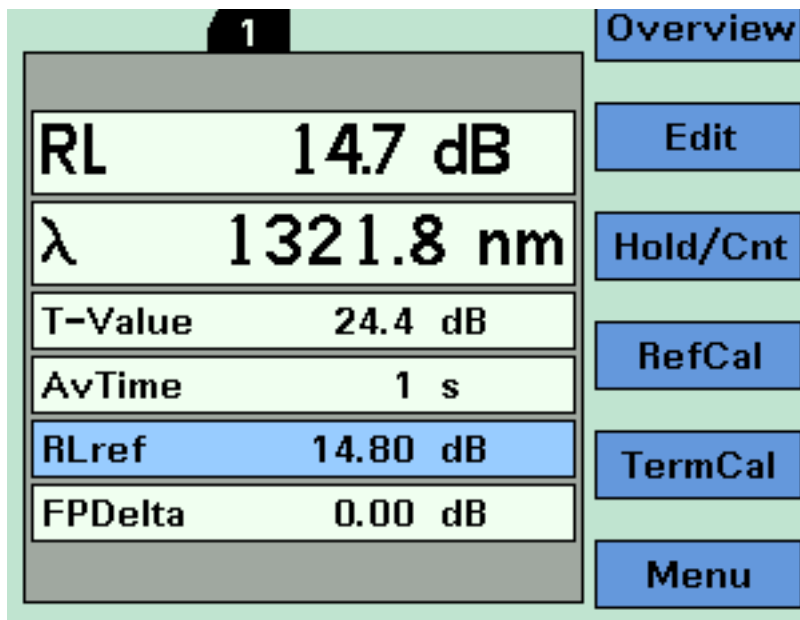 1
RL 14.7 dB
λ 1321.8 nm
T-Value 24.4 dB
AvTime 1 s
RLref 14.80 dB
FPDelta 0.00 dB
Overview
Edit
Hold/Cnt
RefCal
TermCal
Menu